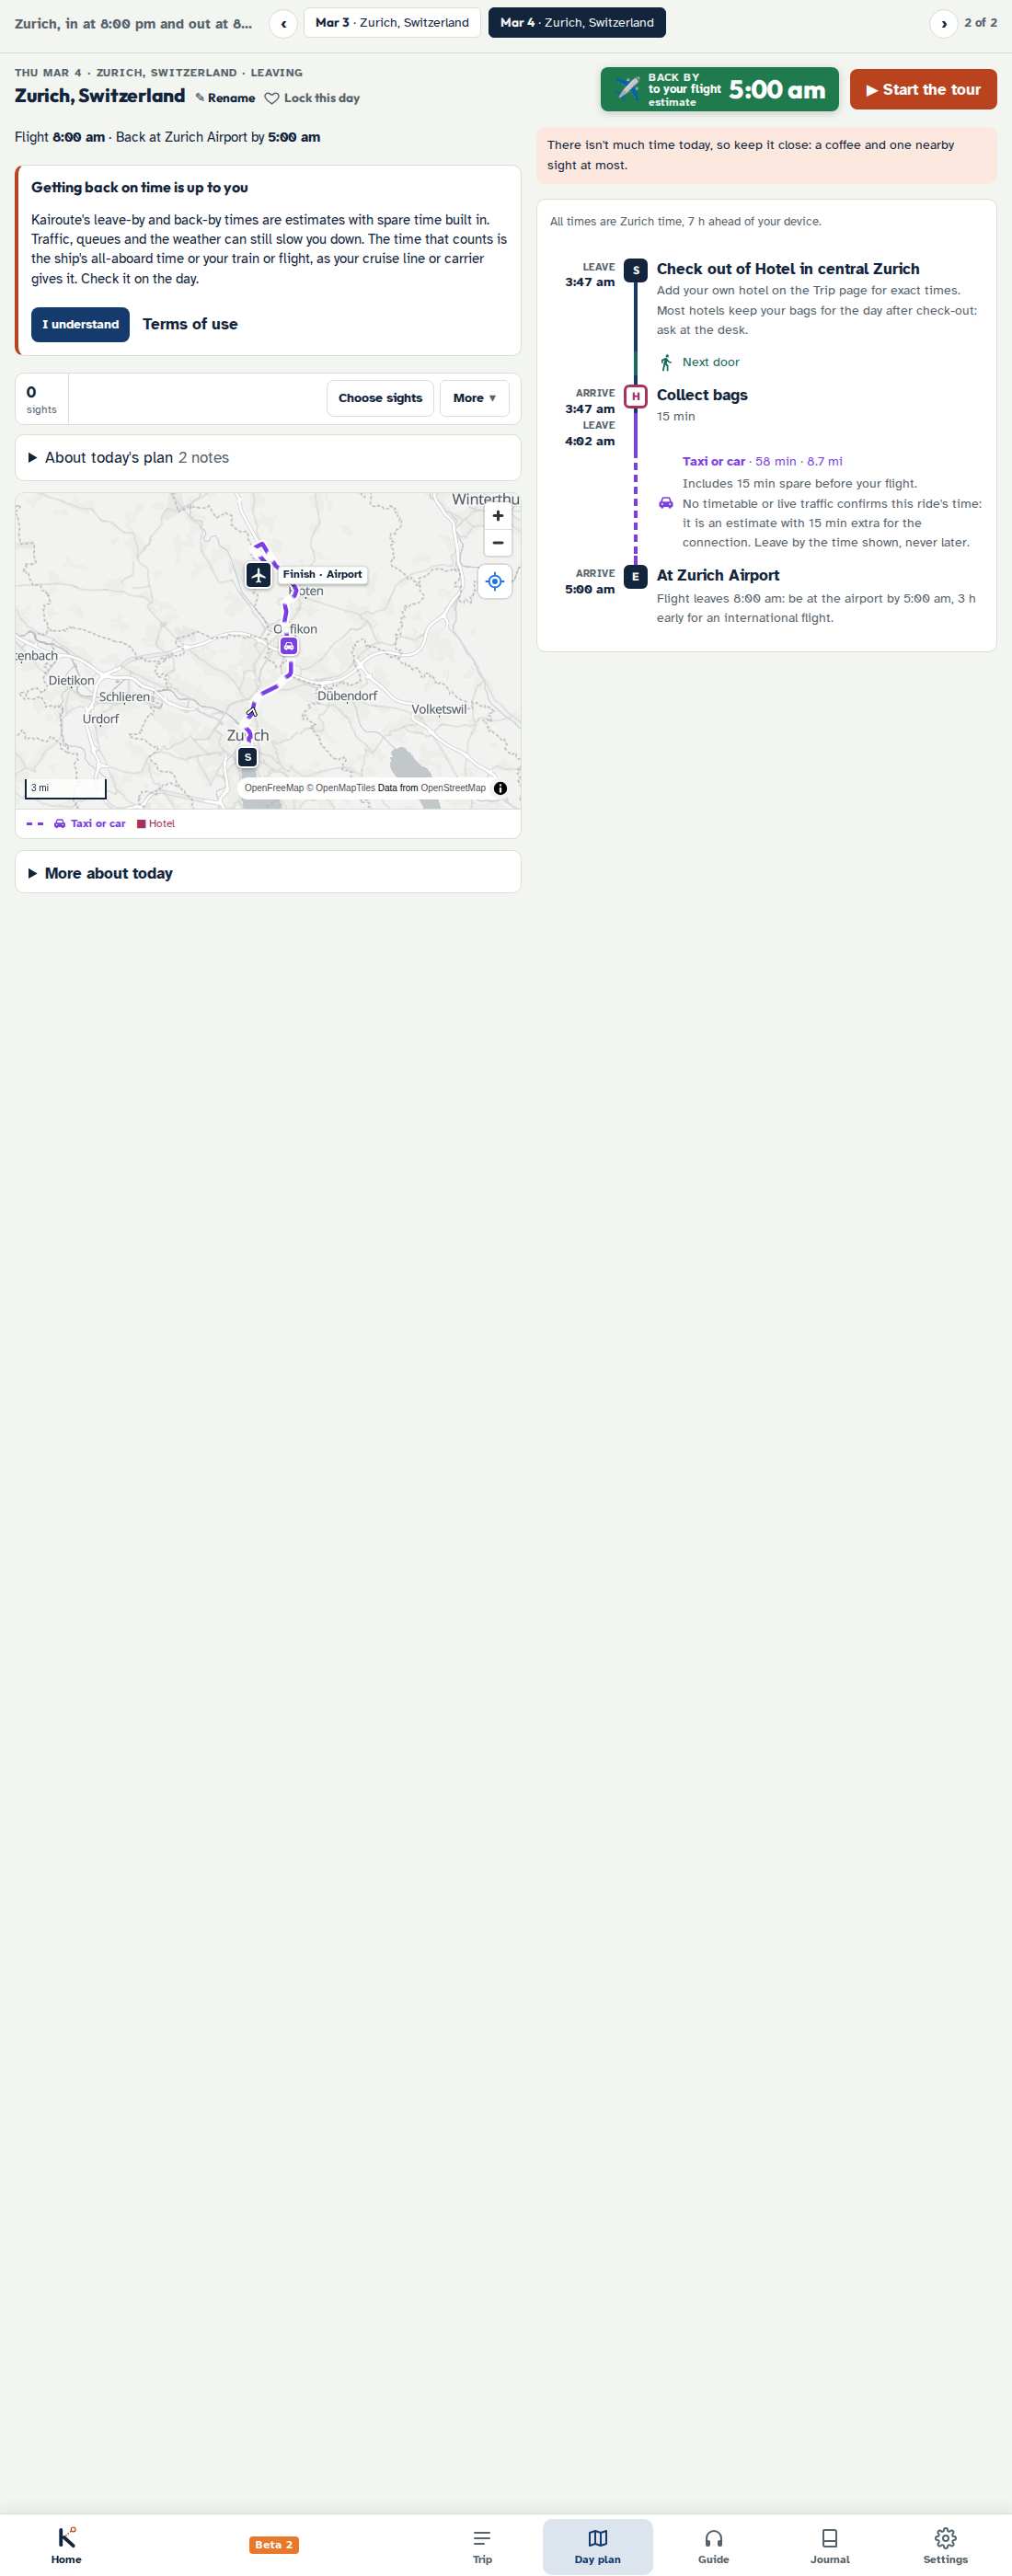 Zurich, in at 8:00 pm and out at 8...
Mar 3 · Zurich, Switzerland
Mar 4 · Zurich, Switzerland
2 of 2
THU MAR 4 · ZURICH, SWITZERLAND · LEAVING
Zurich, Switzerland
Rename
Lock this day
BACK BY
to your flight
estimate
5:00 am
Start the tour
Flight 8:00 am · Back at Zurich Airport by 5:00 am
Getting back on time is up to you
Kairoute's leave-by and back-by times are estimates with spare time built in.
Traffic, queues and the weather can still slow you down. The time that counts is
the ship's all-aboard time or your train or flight, as your cruise line or carrier
gives it. Check it on the day.
I understand
Terms of use
0
sights
Choose sights
More
About today's plan 2 notes
Winterthu
Finish · Airport
oten
fikon
tenbach
Dietikon
Schlieren
Urdorf
Dübendorf
Volketswil
Zu ch
S
3 mi
OpenFreeMap © OpenMapTiles Data from OpenStreetMap
Taxi or car
Hotel
More about today
There isn't much time today, so keep it close: a coffee and one nearby
sight at most.
All times are Zurich time, 7 h ahead of your device.
LEAVE
3:47 am
S
Check out of Hotel in central Zurich
Add your own hotel on the Trip page for exact times.
Most hotels keep your bags for the day after check-out:
ask at the desk.
Next door
ARRIVE
3:47 am
LEAVE
4:02 am
H
Collect bags
15 min
Taxi or car · 58 min · 8.7 mi
Includes 15 min spare before your flight.
No timetable or live traffic confirms this ride's time:
it is an estimate with 15 min extra for the
connection. Leave by the time shown, never later.
ARRIVE
5:00 am
E
At Zurich Airport
Flight leaves 8:00 am: be at the airport by 5:00 am, 3 h
early for an international flight.
Home
Beta 2
Trip
Day plan
Guide
Journal
Settings